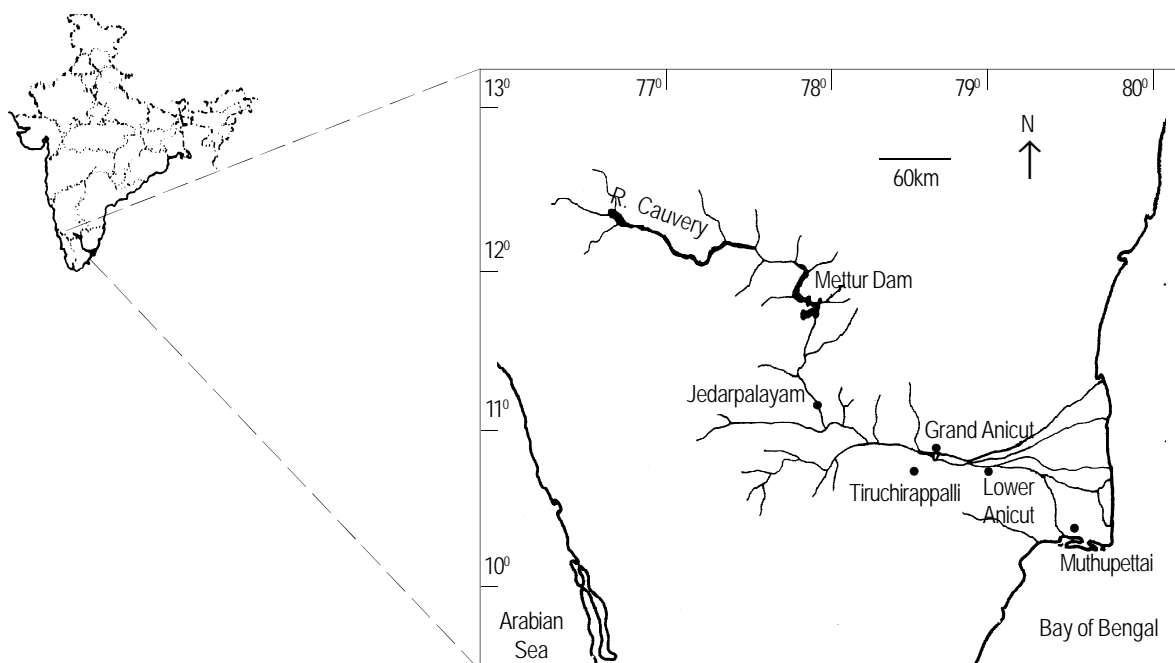 77⁰ 78⁰ 79⁰ 80⁰
13⁰
N
60km
R. Cauvery
12⁰
Mettur Dam
Jedarpalayam
11⁰
Grand Anicut
Tiruchirappalli
Lower
Anicut
10⁰
Muthupettai
Arabian
Sea
Bay of Bengal